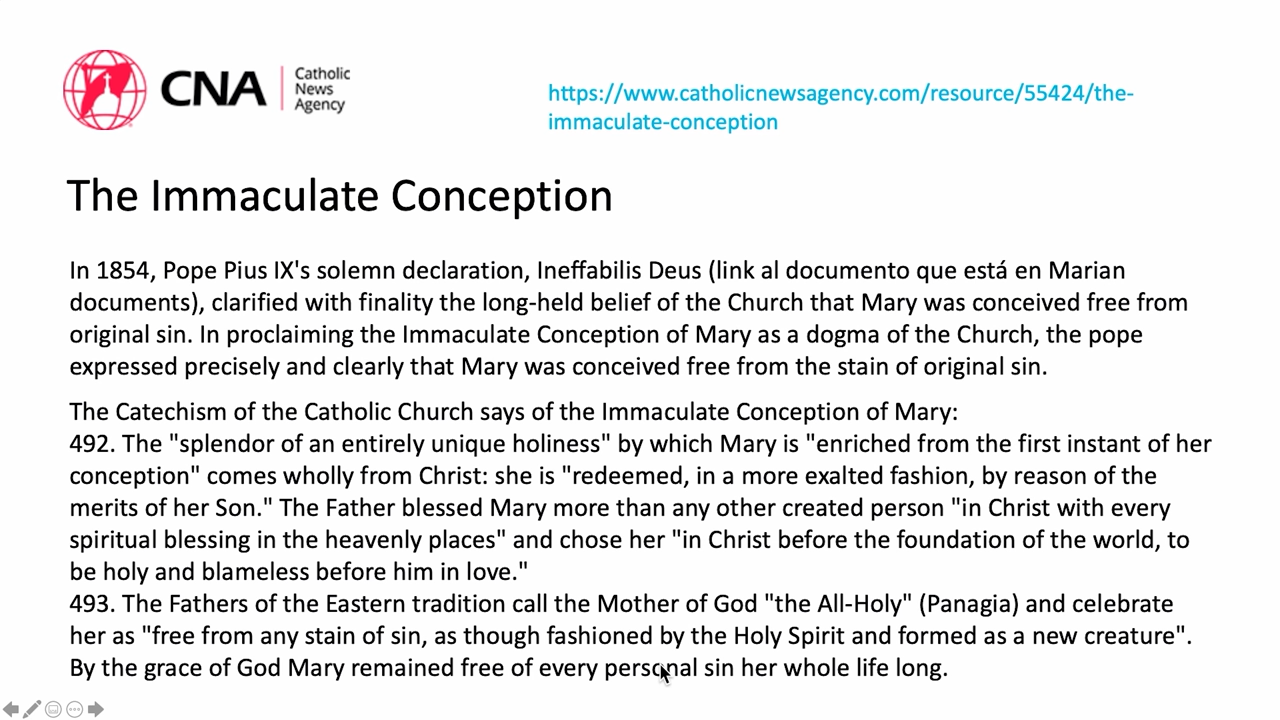 CNA
Catholic
News
Agency
https://www.catholicnewsagency.com/resource/55424/the-
immaculate-conception
The Immaculate Conception
In 1854, Pope Pius IX's solemn declaration, Ineffabilis Deus (link al documento que está en Marian
documents), clarified with finality the long-held belief of the Church that Mary was conceived free from
original sin. In proclaiming the Immaculate Conception of Mary as a dogma of the Church, the pope
expressed precisely and clearly that Mary was conceived free from the stain of original sin.
The Catechism of the Catholic Church says of the Immaculate Conception of Mary:
492. The "splendor of an entirely unique holiness" by which Mary is "enriched from the first instant of her
conception" comes wholly from Christ: she is "redeemed, in a more exalted fashion, by reason of the
merits of her Son." The Father blessed Mary more than any other created person "in Christ with every
spiritual blessing in the heavenly places" and chose her "in Christ before the foundation of the world, to
be holy and blameless before him in love."
493. The Fathers of the Eastern tradition call the Mother of God "the All-Holy" (Panagia) and celebrate
her as "free from any stain of sin, as though fashioned by the Holy Spirit and formed as a new creature".
By the grace of God Mary remained free of every personal sin her whole life long.